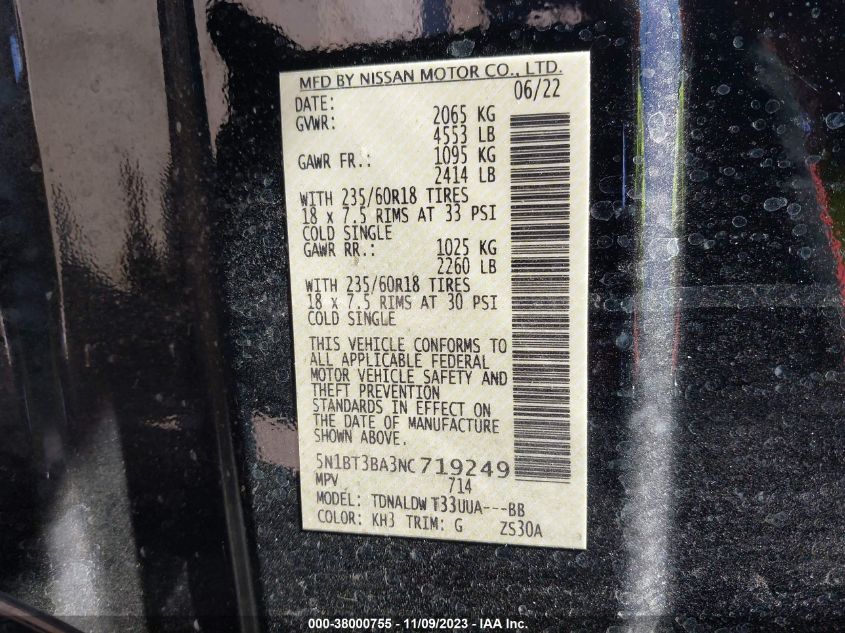 MFD BY NISSAN MOTOR CO., LTD.
DATE: 06/22
GVWR: 2065 KG
4553 LB
GAWR FR.: 1095 KG
2414 LB
WITH 235/60R18 TIRES
18 x 7.5 RIMS AT 33 PSI
COLD SINGLE
GAWR RR.: 1025 KG
2260 LB
WITH 235/60R18 TIRES
18 x 7.5 RIMS AT 30 PSI
COLD SINGLE
THIS VEHICLE CONFORMS TO
ALL APPLICABLE FEDERAL
MOTOR VEHICLE SAFETY AND
THEFT PREVENTION
STANDARDS IN EFFECT ON
THE DATE OF MANUFACTURE
SHOWN ABOVE.
5N1BT3BA3NC719249
MPV 714
MODEL: TDNALDW T33UUA---BB
COLOR: KH3 TRIM: G ZS30A
000-38000755 - 11/09/2023 - IAA Inc.